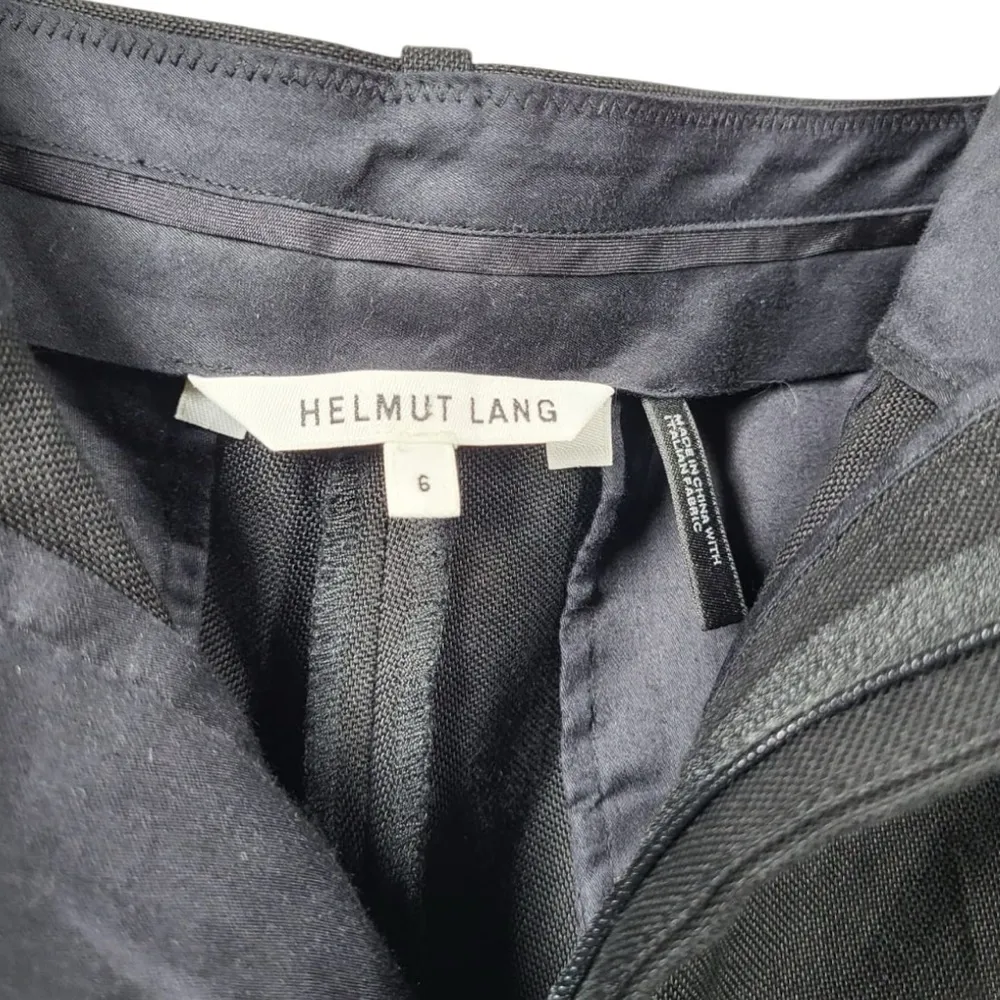 HELMUT LANG
6
MADE IN CHINA WITH
ITALIAN FABRIC